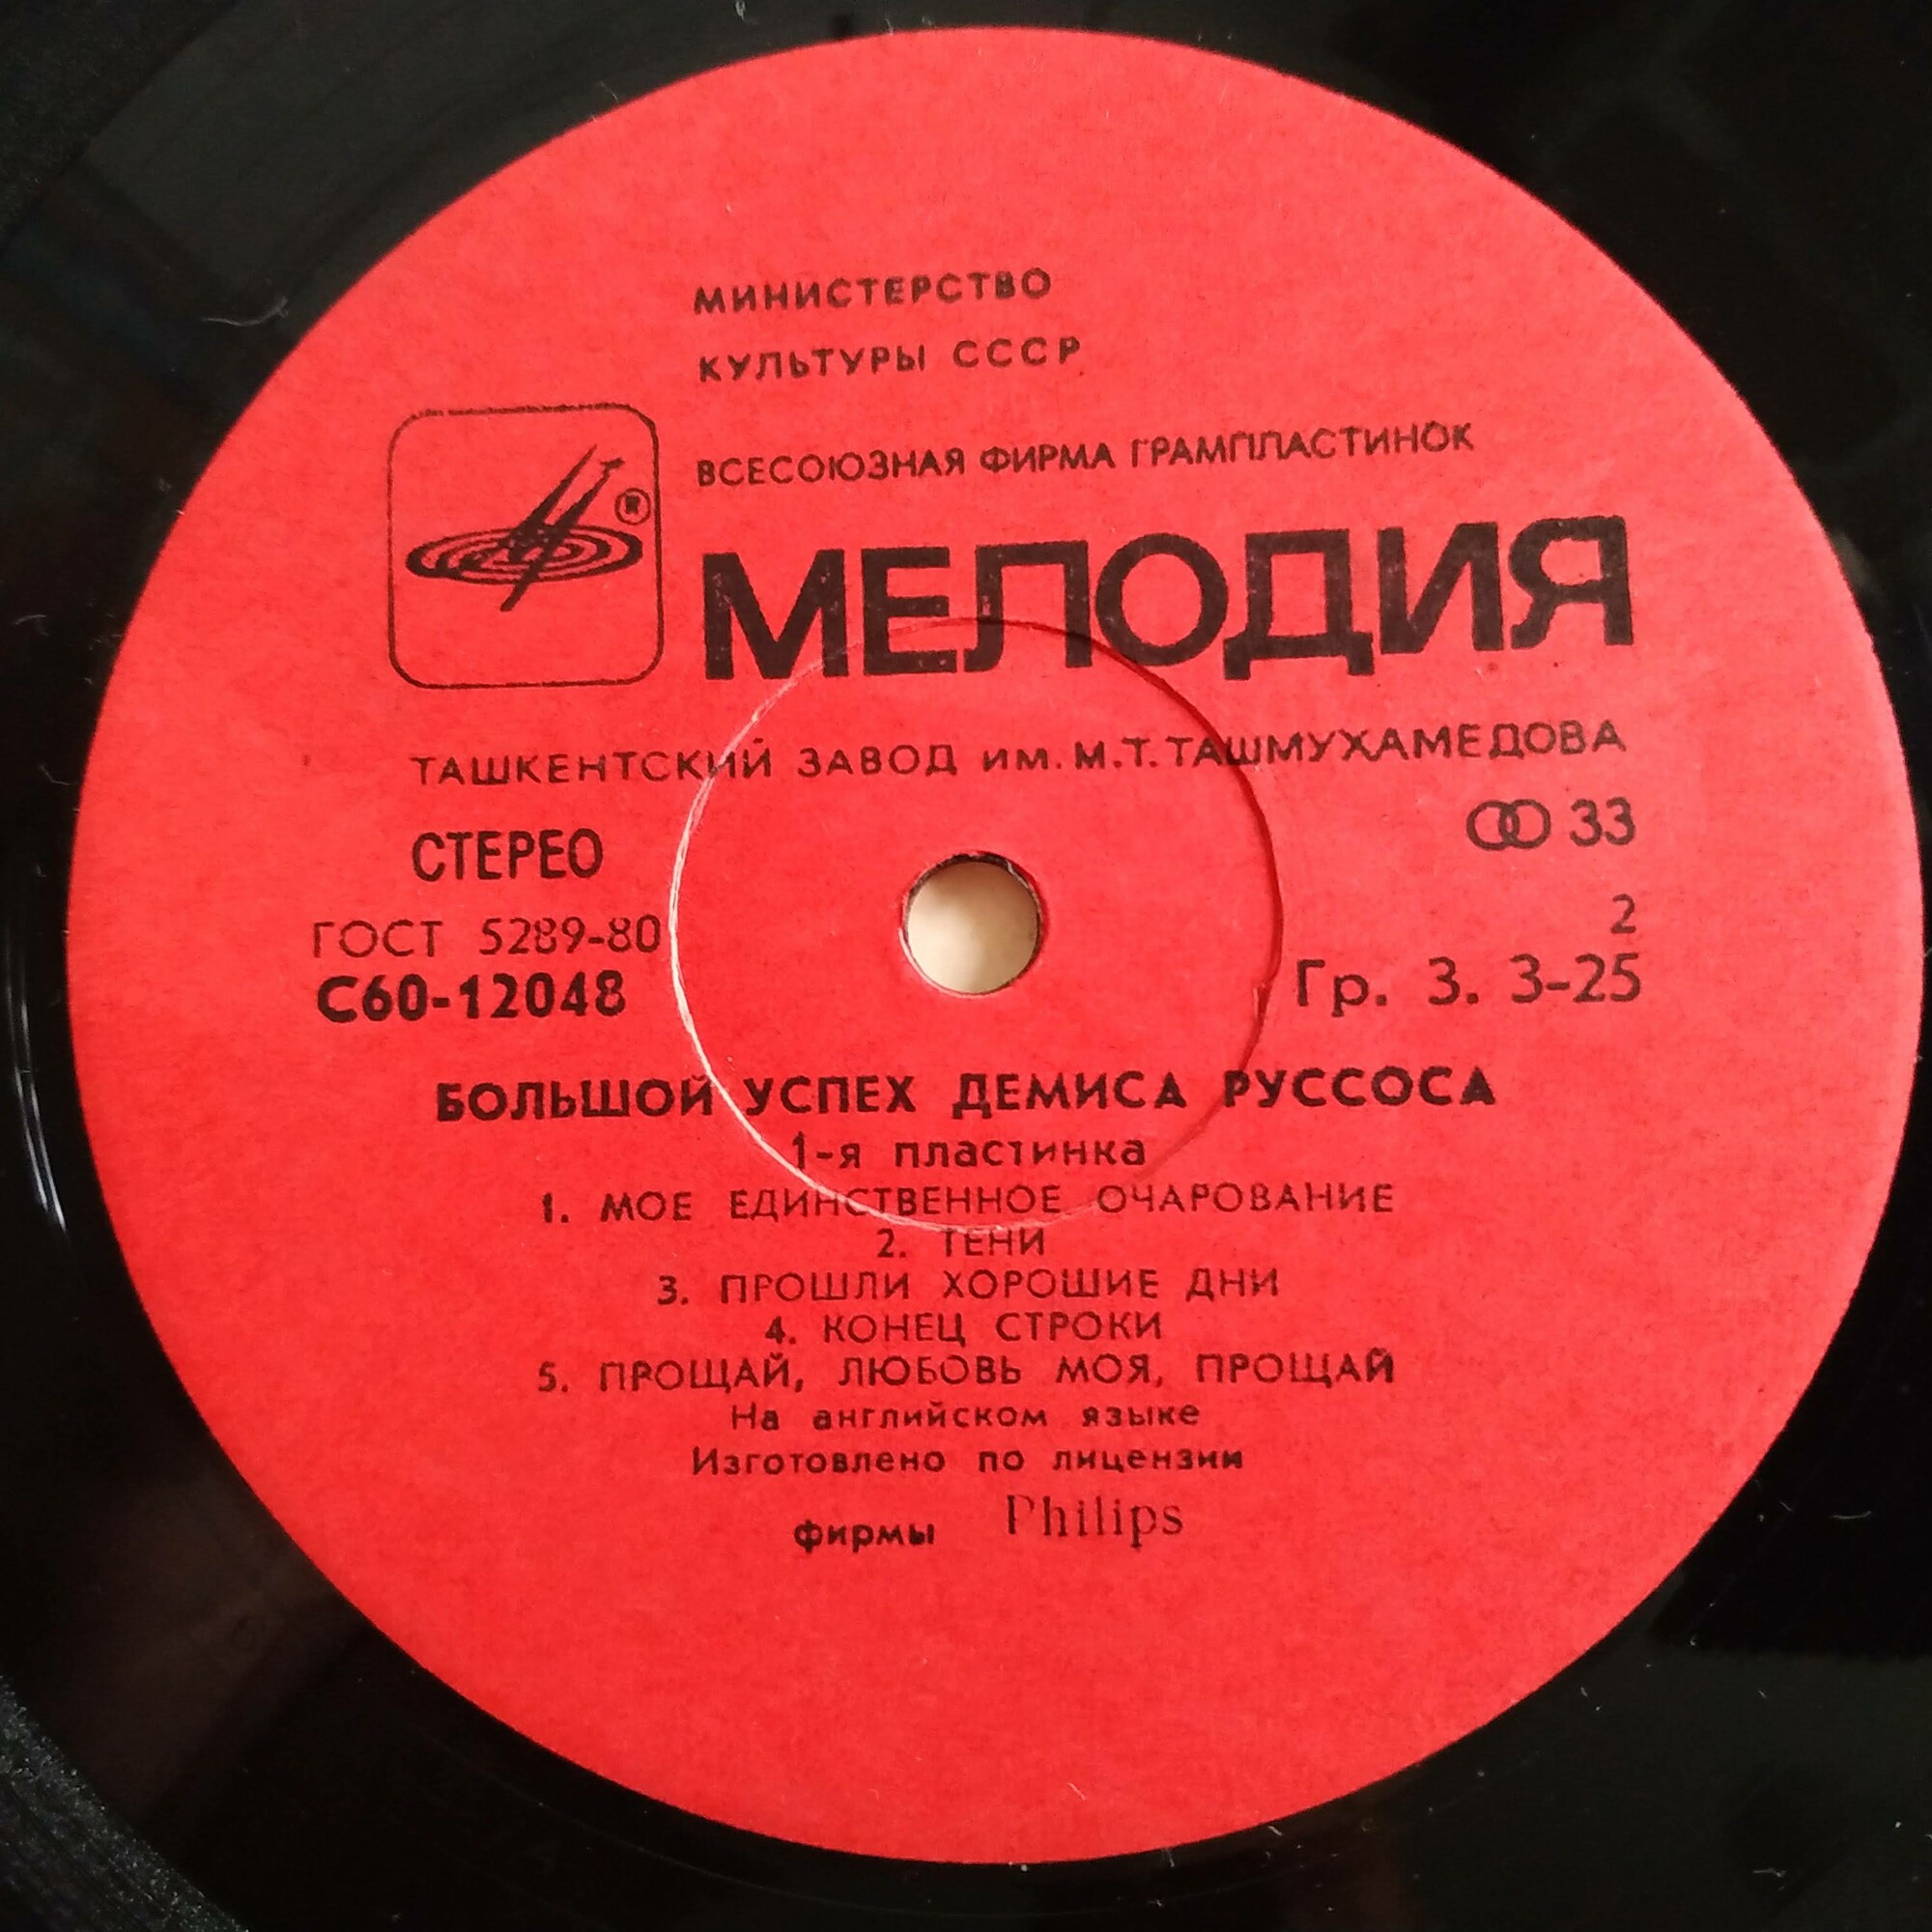 МИНИСТЕРСТВО
КУЛЬТУРЫ СССР
ВСЕСОЮЗНАЯ ФИРМА ГРАМПЛАСТИНОК
®
МЕЛОДИЯ
ТАШКЕНТСКИЙ ЗАВОД им. М.Т.ТАШМУХАМЕДОВА
СТЕРЕО
33
ГОСТ 5289-80
2
С60-12048
Гр. 3. 3-25
БОЛЬШОЙ УСПЕХ ДЕМИСА РУССОСА
1-я пластинка
1. МОЕ ЕДИНСТВЕННОЕ ОЧАРОВАНИЕ
2. ТЕНИ
3. ПРОШЛИ ХОРОШИЕ ДНИ
4. КОНЕЦ СТРОКИ
5. ПРОЩАЙ, ЛЮБОВЬ МОЯ, ПРОЩАЙ
На английском языке
Изготовлено по лицензии
фирмы Philips